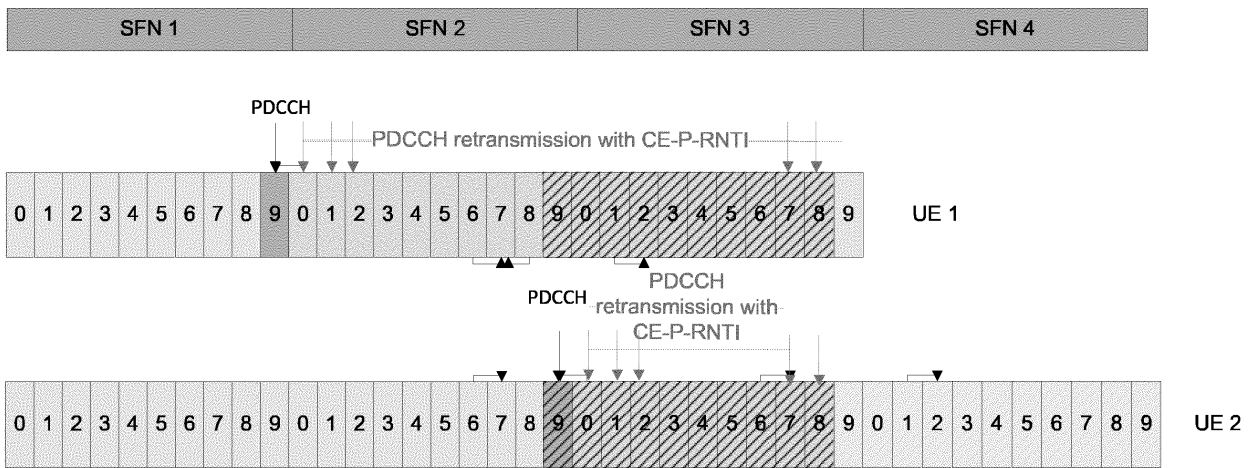 SFN 1 SFN 2 SFN 3 SFN 4
PDCCH
PDCCH retransmission with CE-P-RNTI
0 1 2 3 4 5 6 7 8 9 0 1 2 3 4 5 6 7 8 9 0 1 2 3 4 5 6 7 8 9 UE 1
PDCCH
PDCCH
retransmission with
CE-P-RNTI
0 1 2 3 4 5 6 7 8 9 0 1 2 3 4 5 6 7 8 9 0 1 2 3 4 5 6 7 8 9 0 1 2 3 4 5 6 7 8 9 UE 2